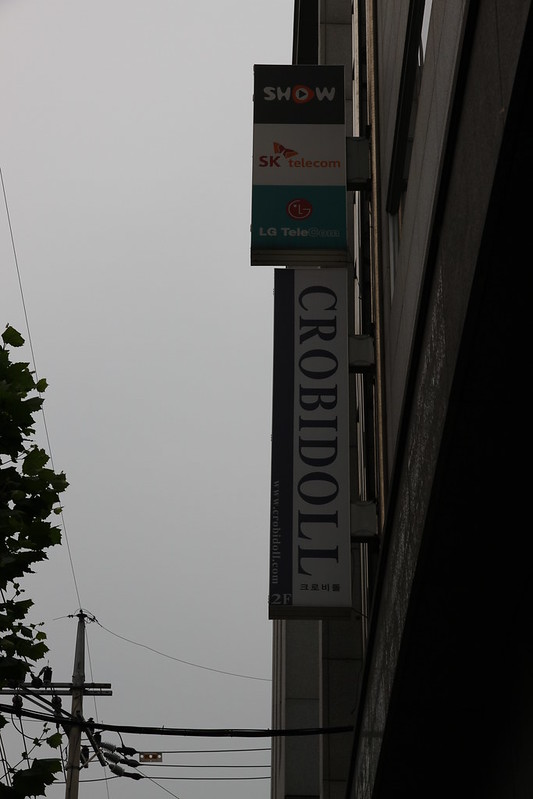 SHOW
SK telecom
LG TeleCom
CROBIDOLL
크로비돌
www.crobidoll.com
2F